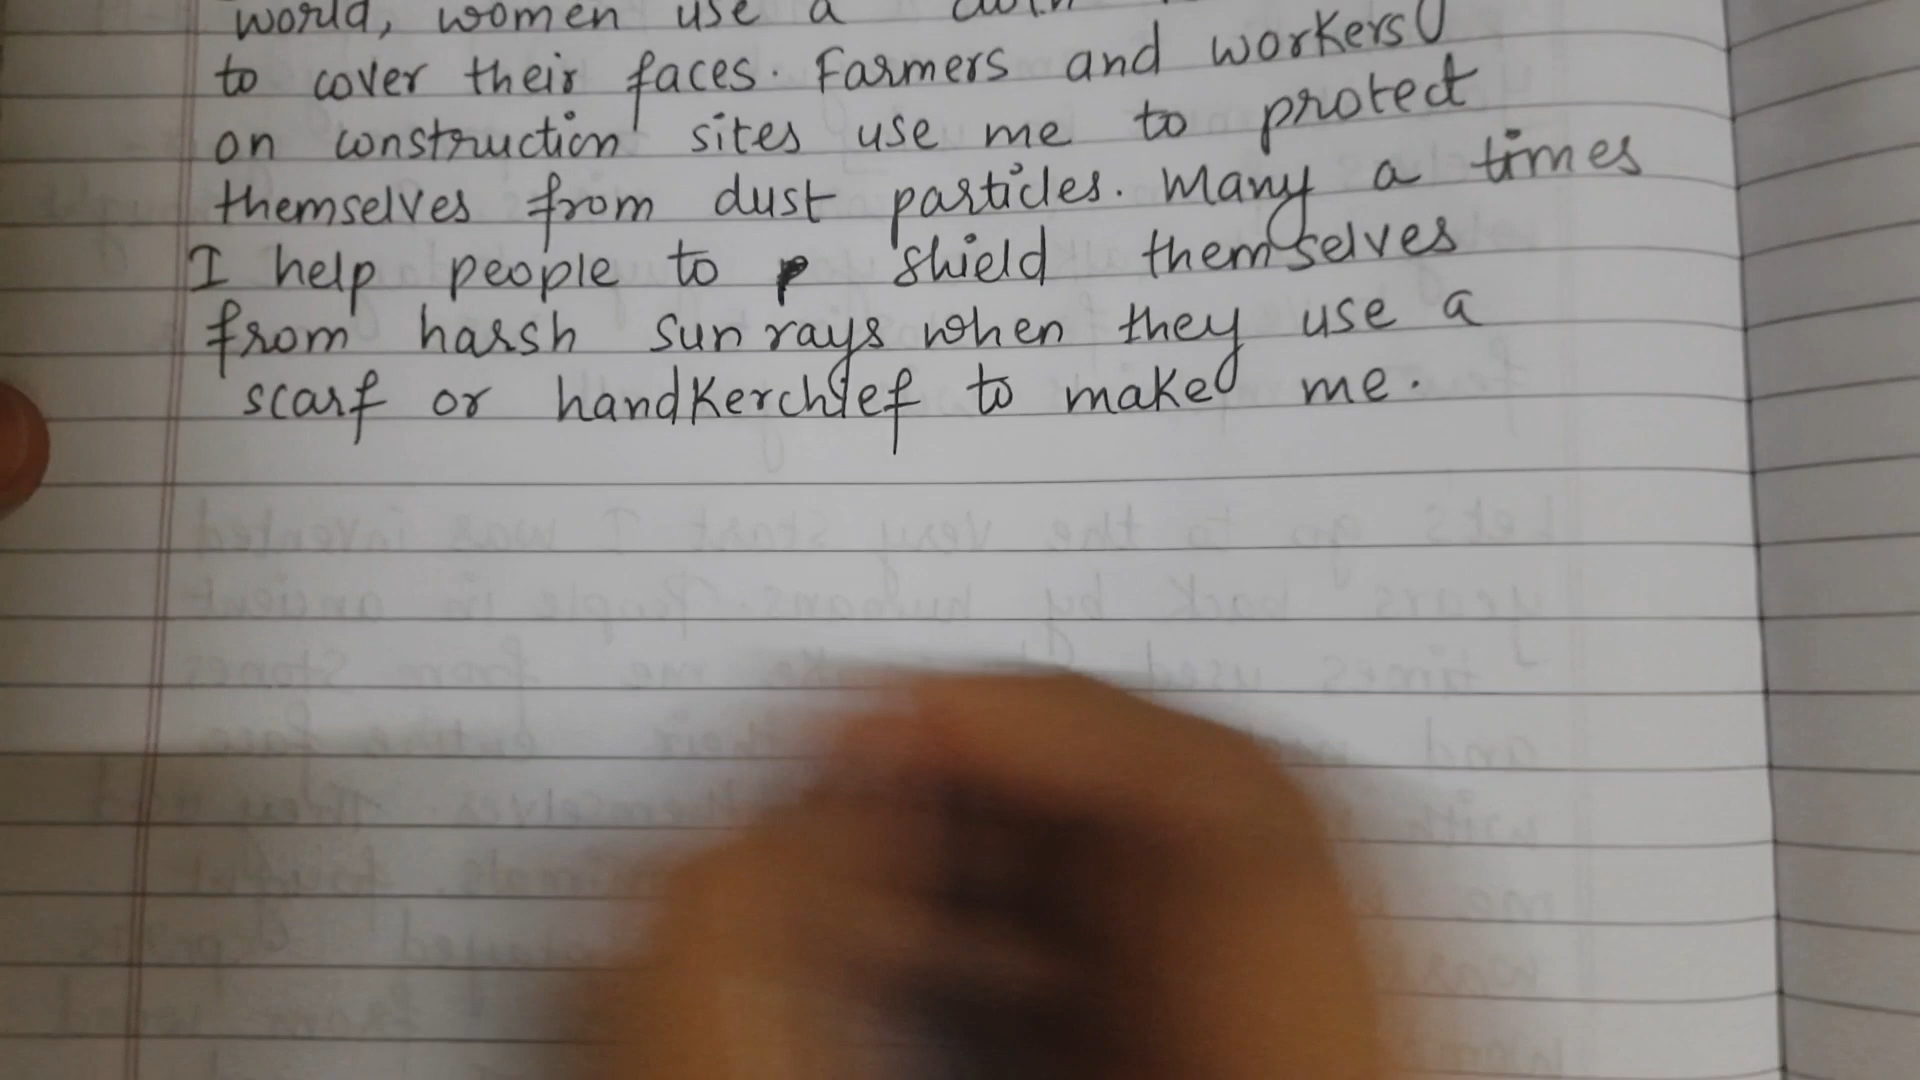 world, women use a
to cover their faces. Farmers and workers
on construction sites use me to protect
themselves from dust particles. Many a times
I help people to shield themselves
from harsh sun rays when they use a
scarf or handkerchief to make me.